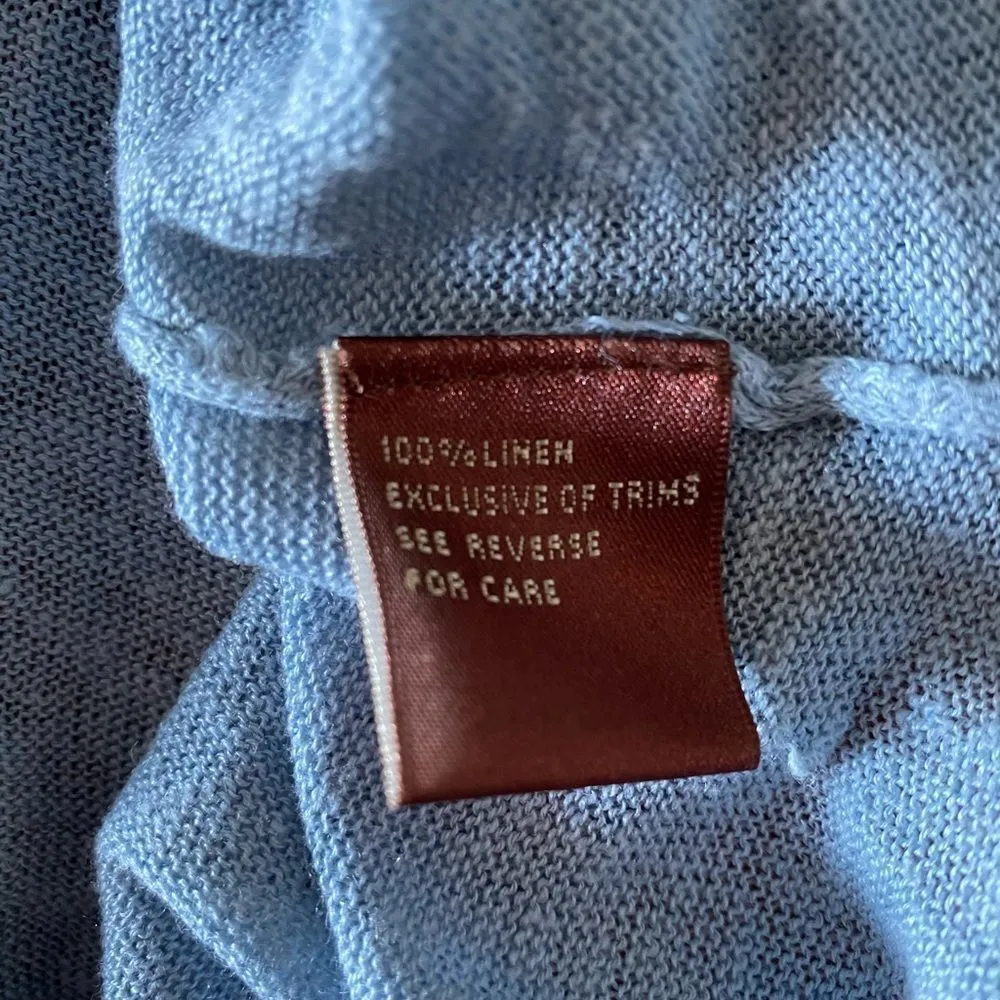 100% LINEN
EXCLUSIVE OF TRIMS
SEE REVERSE
FOR CARE